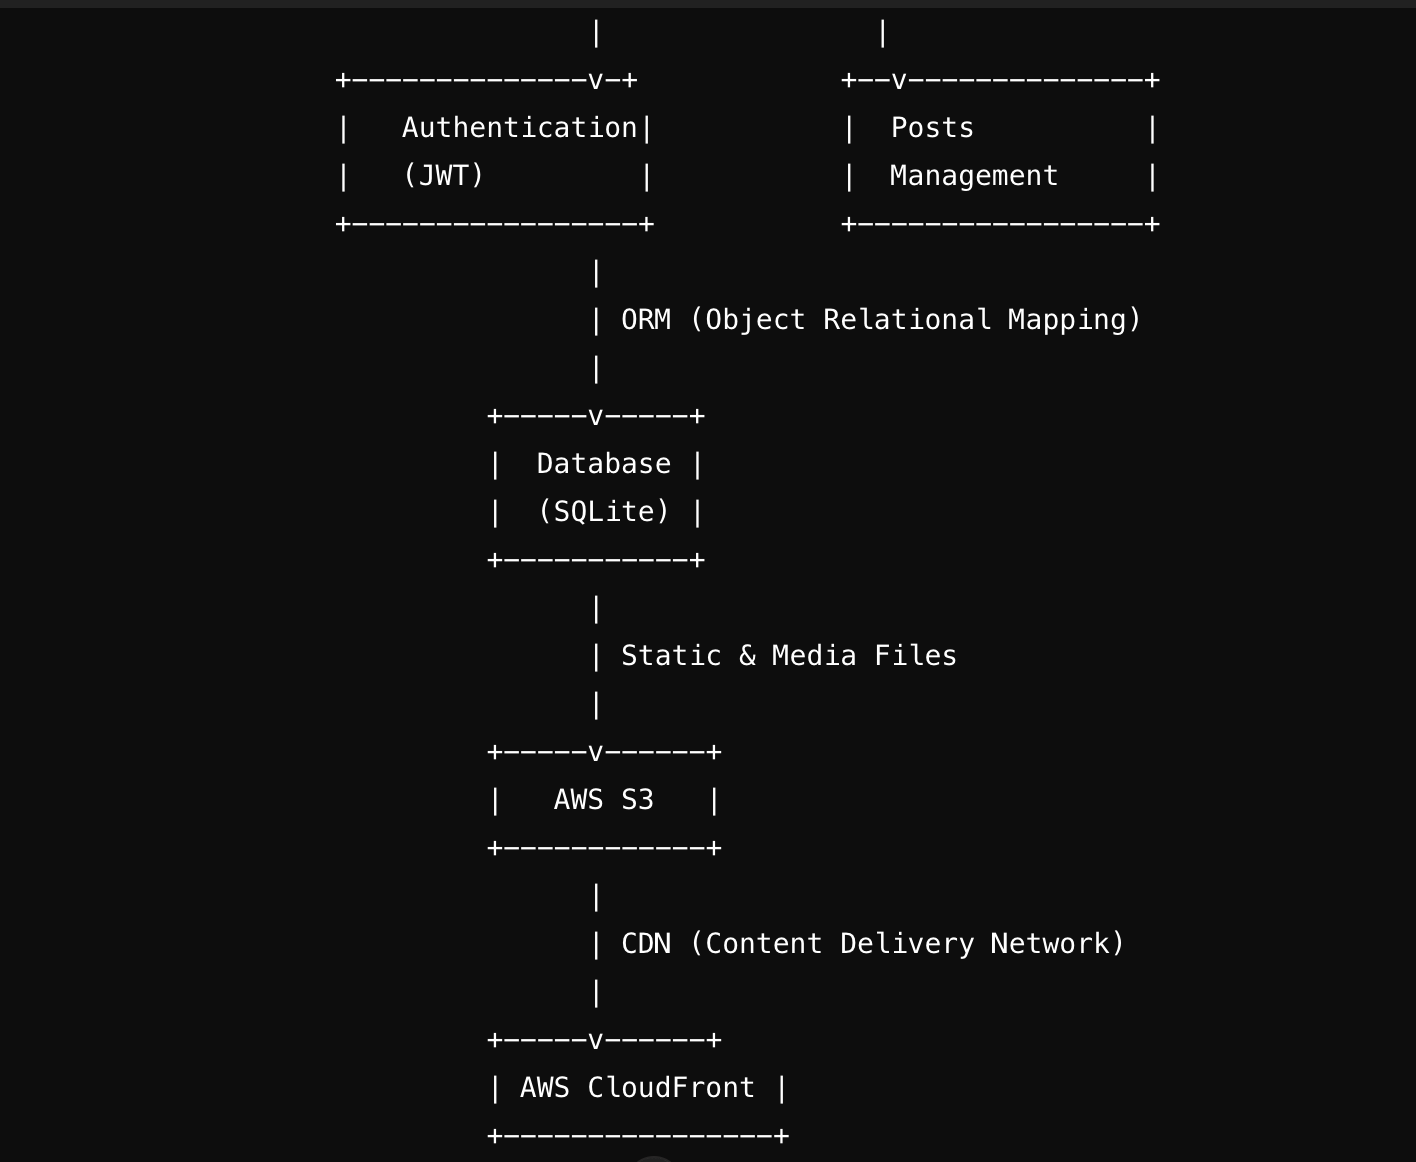 |                |
 +--------------v-+            +--v--------------+
 |   Authentication|           |  Posts          |
 |   (JWT)         |           |  Management     |
 +-----------------+           +-----------------+
                |
                | ORM (Object Relational Mapping)
                |
          +-----v-----+
          |  Database |
          |  (SQLite) |
          +-----------+
                |
                | Static & Media Files
                |
          +-----v------+
          |   AWS S3   |
          +------------+
                |
                | CDN (Content Delivery Network)
                |
          +-----v------+
          | AWS CloudFront |
          +----------------+